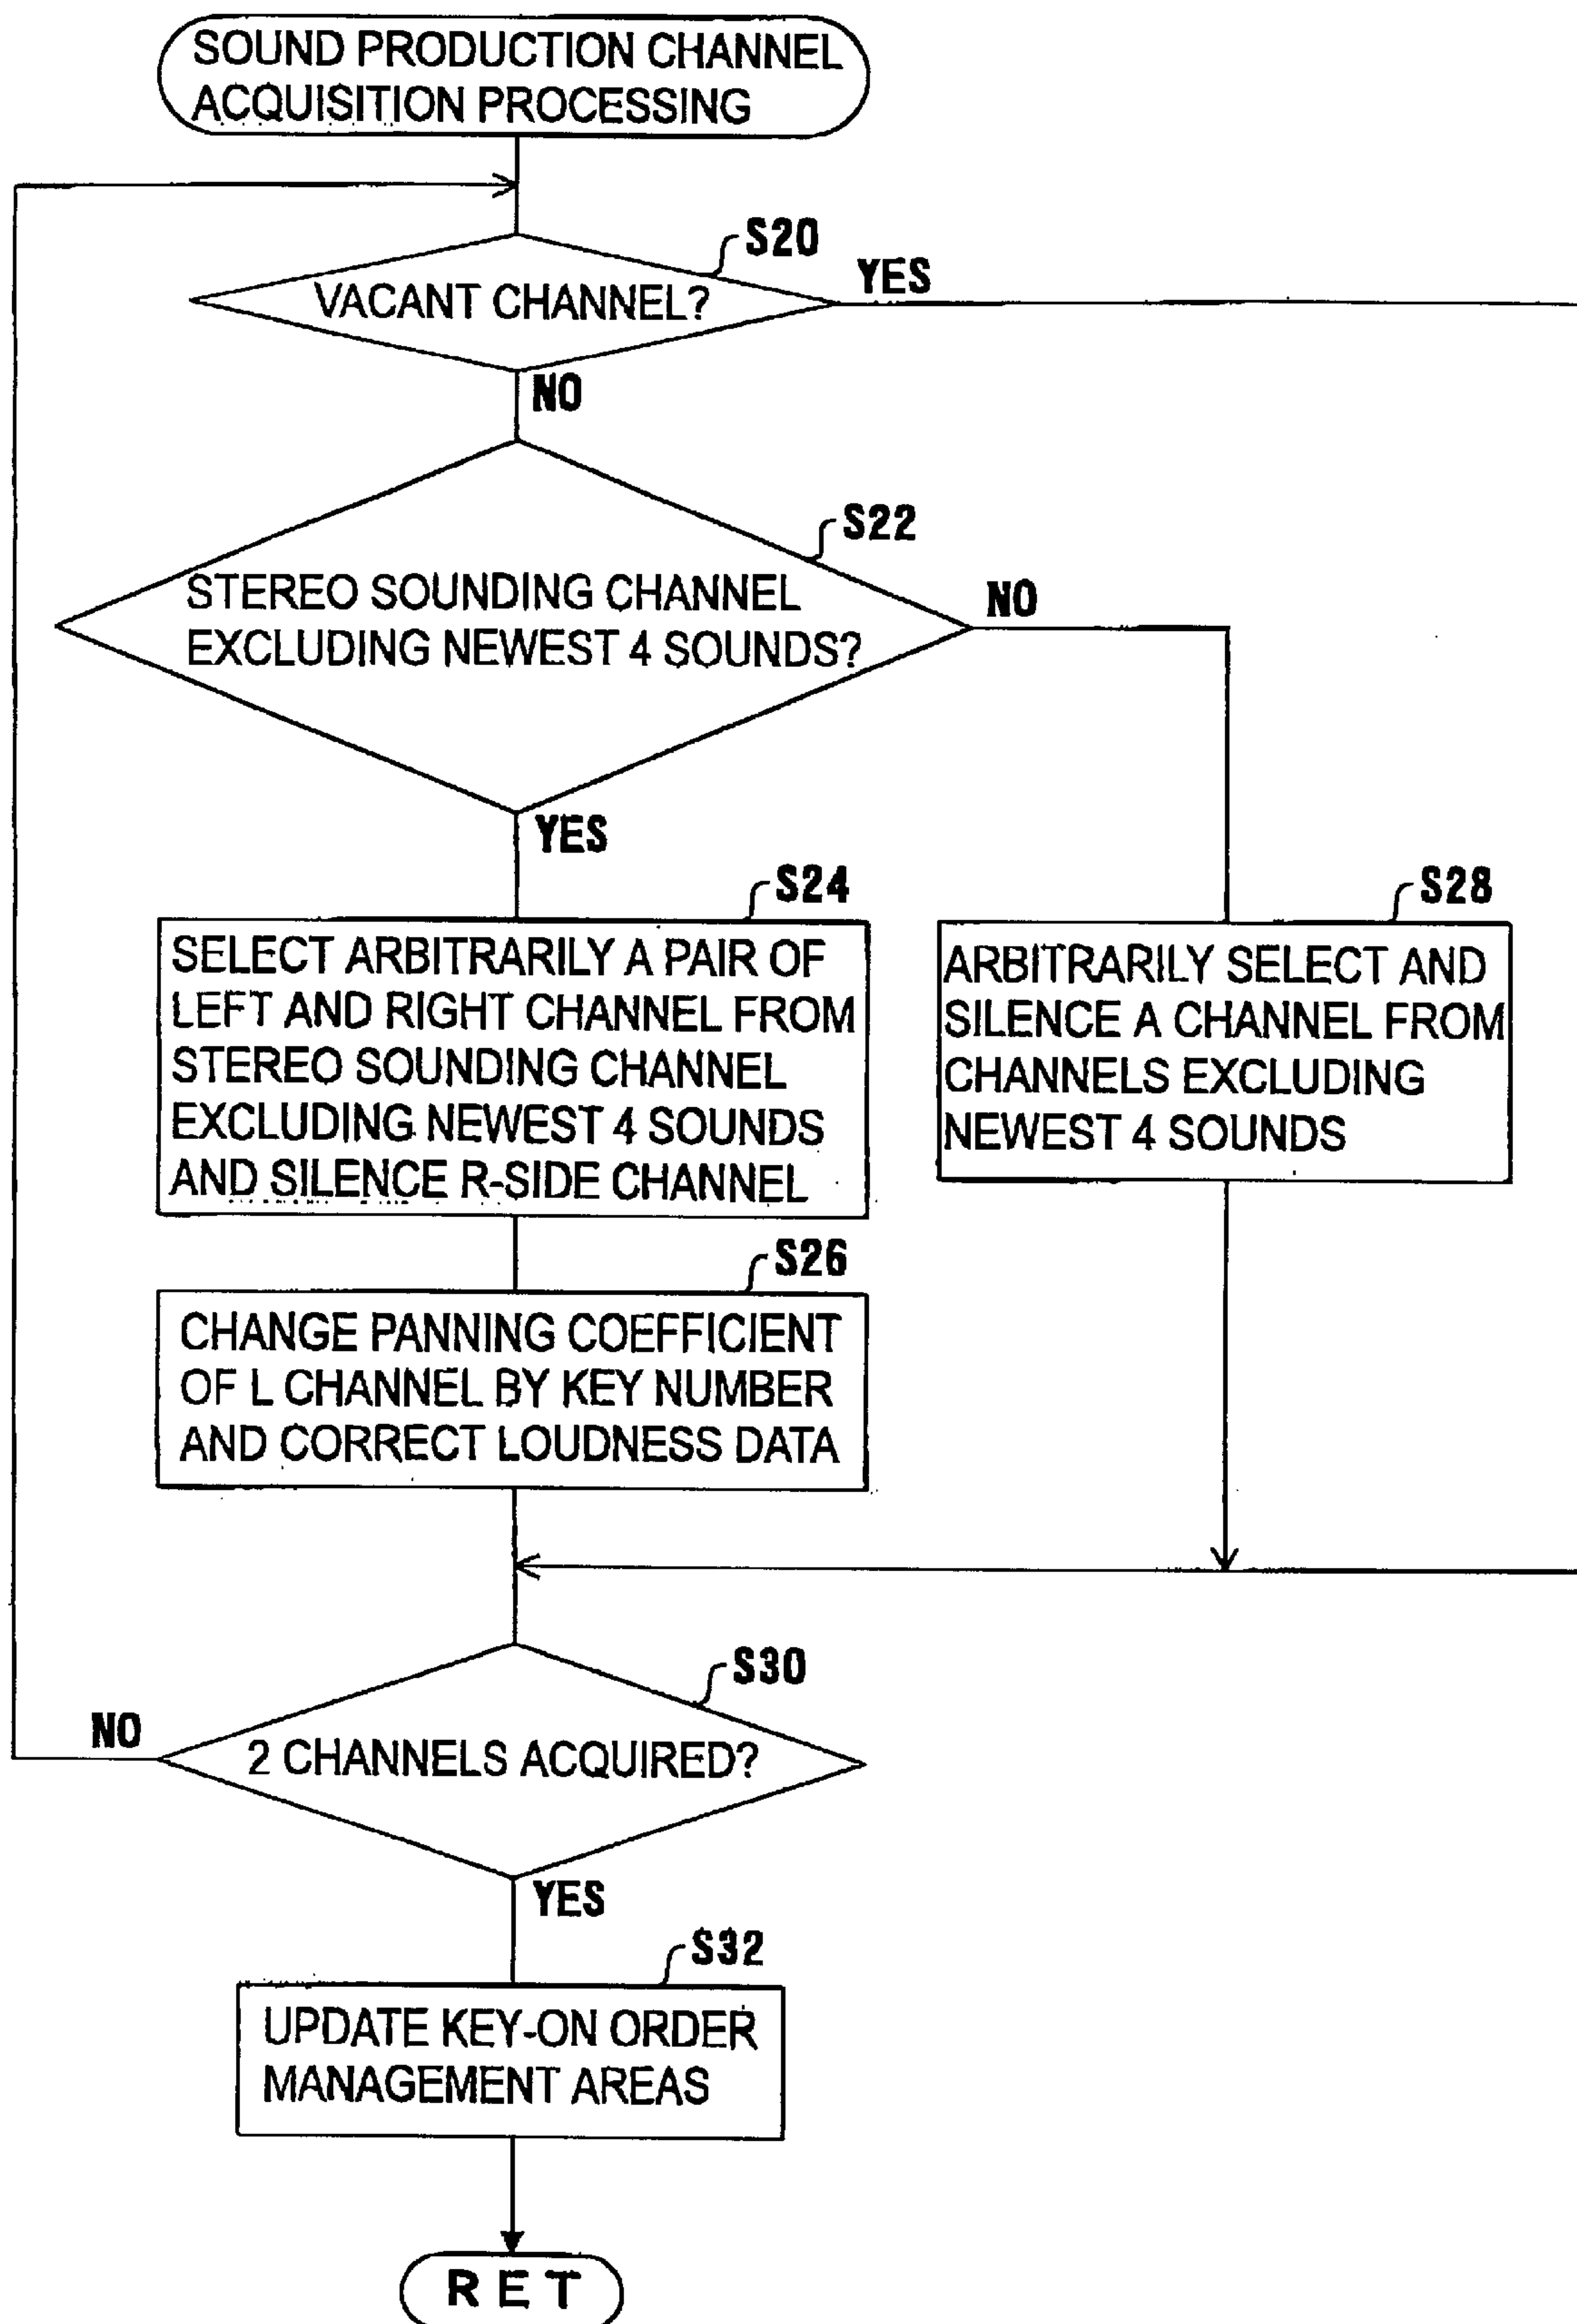 SOUND PRODUCTION CHANNEL
ACQUISITION PROCESSING
S20
VACANT CHANNEL?
YES
NO
S22
STEREO SOUNDING CHANNEL
EXCLUDING NEWEST 4 SOUNDS?
NO
YES
S24
SELECT ARBITRARILY A PAIR OF
LEFT AND RIGHT CHANNEL FROM
STEREO SOUNDING CHANNEL
EXCLUDING NEWEST 4 SOUNDS
AND SILENCE R-SIDE CHANNEL
S28
ARBITRARILY SELECT AND
SILENCE A CHANNEL FROM
CHANNELS EXCLUDING
NEWEST 4 SOUNDS
S26
CHANGE PANNING COEFFICIENT
OF L CHANNEL BY KEY NUMBER
AND CORRECT LOUDNESS DATA
S30
NO
2 CHANNELS ACQUIRED?
YES
S32
UPDATE KEY-ON ORDER
MANAGEMENT AREAS
RET